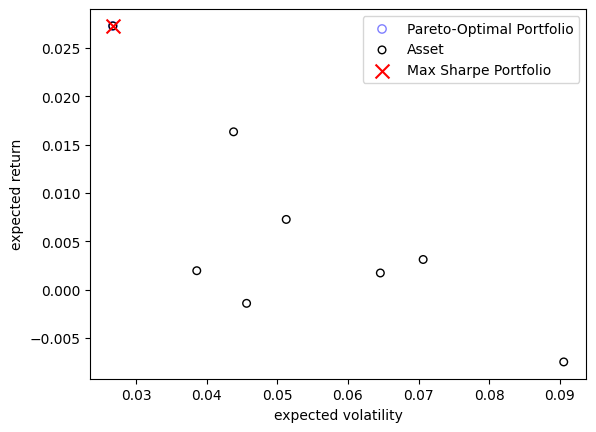 Pareto-Optimal Portfolio
Asset
Max Sharpe Portfolio
expected return
0.025
0.020
0.015
0.010
0.005
0.000
−0.005
0.03 0.04 0.05 0.06 0.07 0.08 0.09
expected volatility